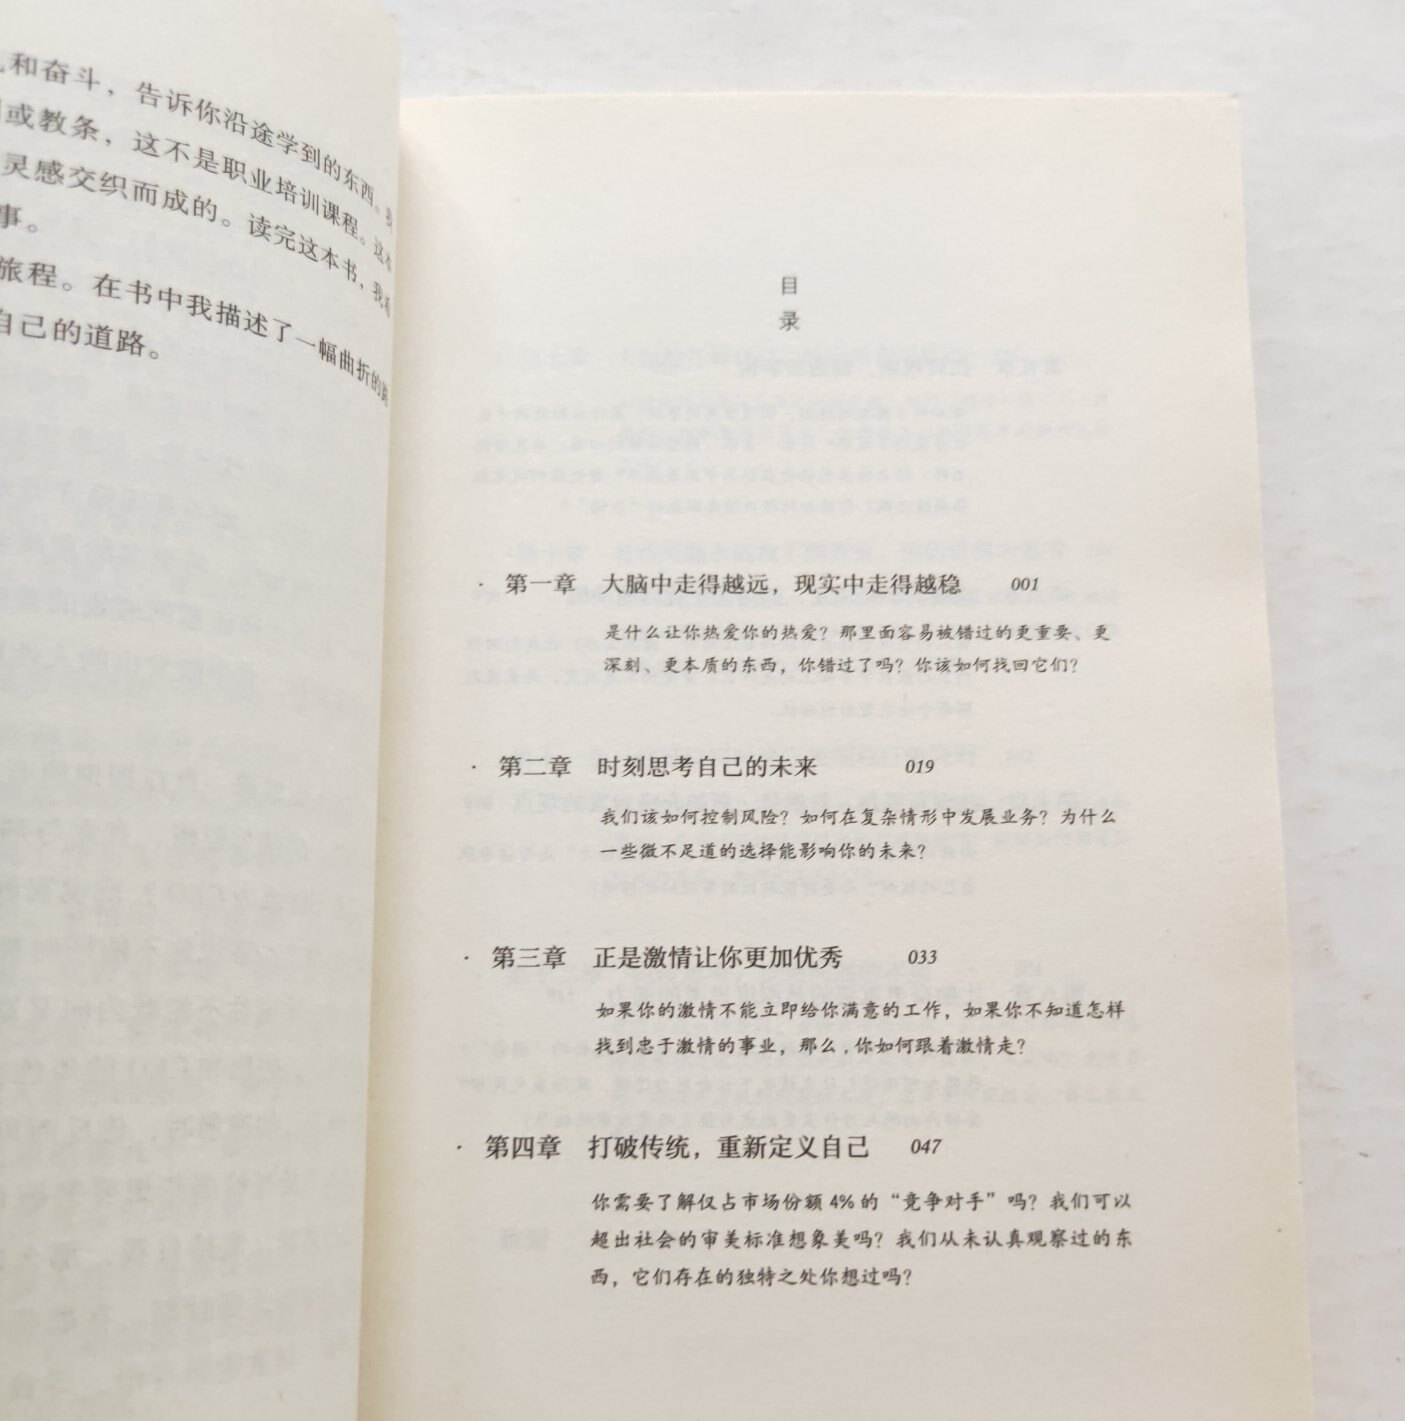 和奋斗，告诉你沿途学到的东西。我
或教条，这不是职业培训课程。这本
灵感交织而成的。读完这本书，我希
事。
旅程。在书中我描述了一幅曲折的路
自己的道路。
目
录
· 第一章 大脑中走得越远，现实中走得越稳 001
是什么让你热爱你的热爱？那里面容易被错过的更重要、更
深刻、更本质的东西，你错过了吗？你该如何找回它们？
· 第二章 时刻思考自己的未来 019
我们该如何控制风险？如何在复杂情形中发展业务？为什么
一些微不足道的选择能影响你的未来？
· 第三章 正是激情让你更加优秀 033
如果你的激情不能立即给你满意的工作，如果你不知道怎样
找到忠于激情的事业，那么，你如何跟着激情走？
· 第四章 打破传统，重新定义自己 047
你需要了解仅占市场份额4%的“竞争对手”吗？我们可以
超出社会的审美标准想象美吗？我们从未认真观察过的东
西，它们存在的独特之处你想过吗？